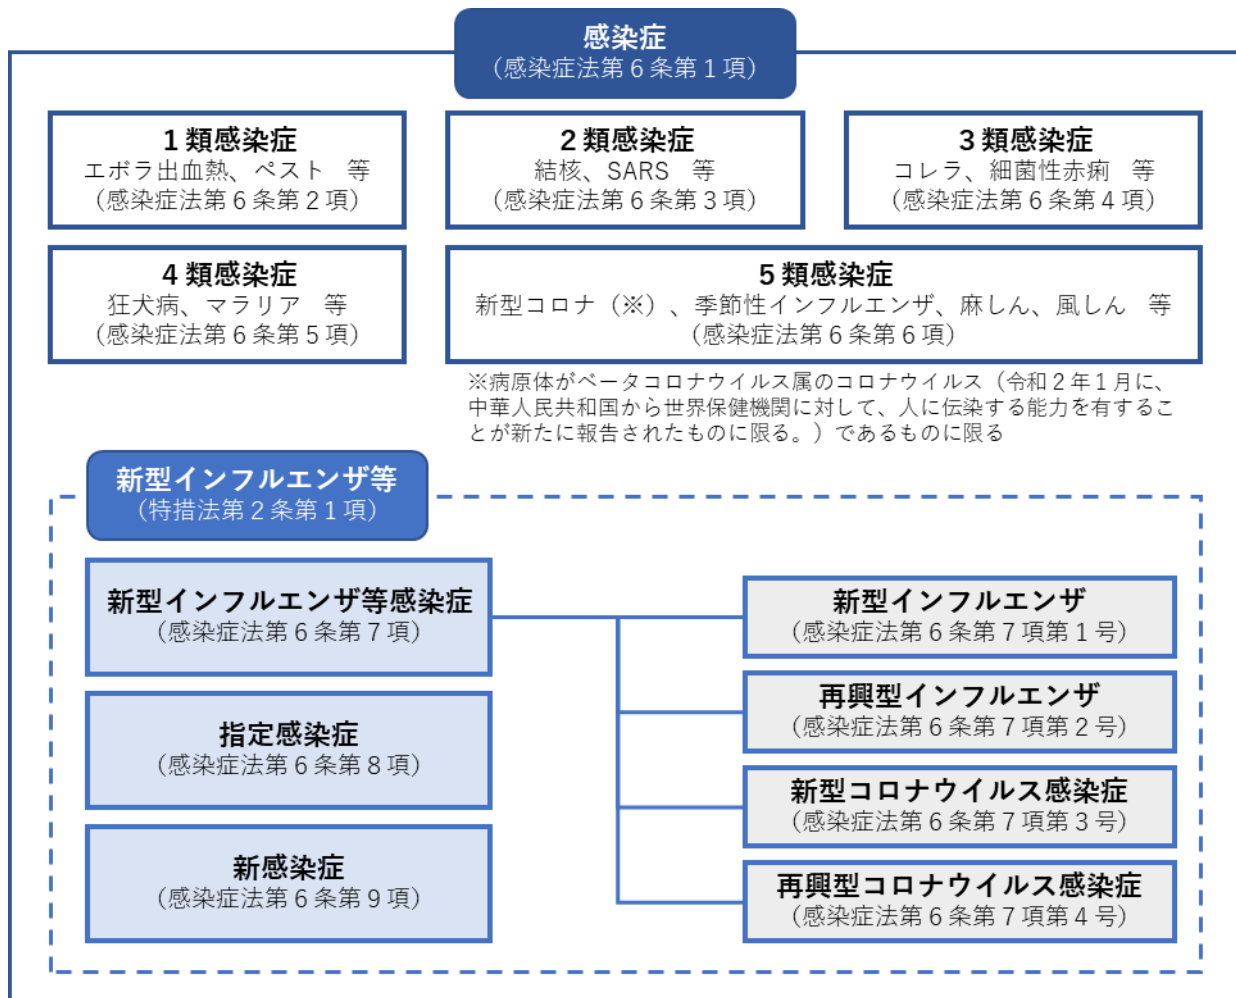 感染症
（感染症法第６条第１項）
１類感染症
エボラ出血熱、ペスト　等
（感染症法第６条第２項）
２類感染症
結核、SARS　等
（感染症法第６条第３項）
３類感染症
コレラ、細菌性赤痢　等
（感染症法第６条第４項）
４類感染症
狂犬病、マラリア　等
（感染症法第６条第５項）
５類感染症
新型コロナ（※）、季節性インフルエンザ、麻しん、風しん　等
（感染症法第６条第６項）
※病原体がベータコロナウイルス属のコロナウイルス（令和２年１月に、
中華人民共和国から世界保健機関に対して、人に伝染する能力を有するこ
とが新たに報告されたものに限る。）であるものに限る
新型インフルエンザ等
（特措法第２条第１項）
新型インフルエンザ等感染症
（感染症法第６条第７項）
指定感染症
（感染症法第６条第８項）
新感染症
（感染症法第６条第９項）
新型インフルエンザ
（感染症法第６条第７項第１号）
再興型インフルエンザ
（感染症法第６条第７項第２号）
新型コロナウイルス感染症
（感染症法第６条第７項第３号）
再興型コロナウイルス感染症
（感染症法第６条第７項第４号）